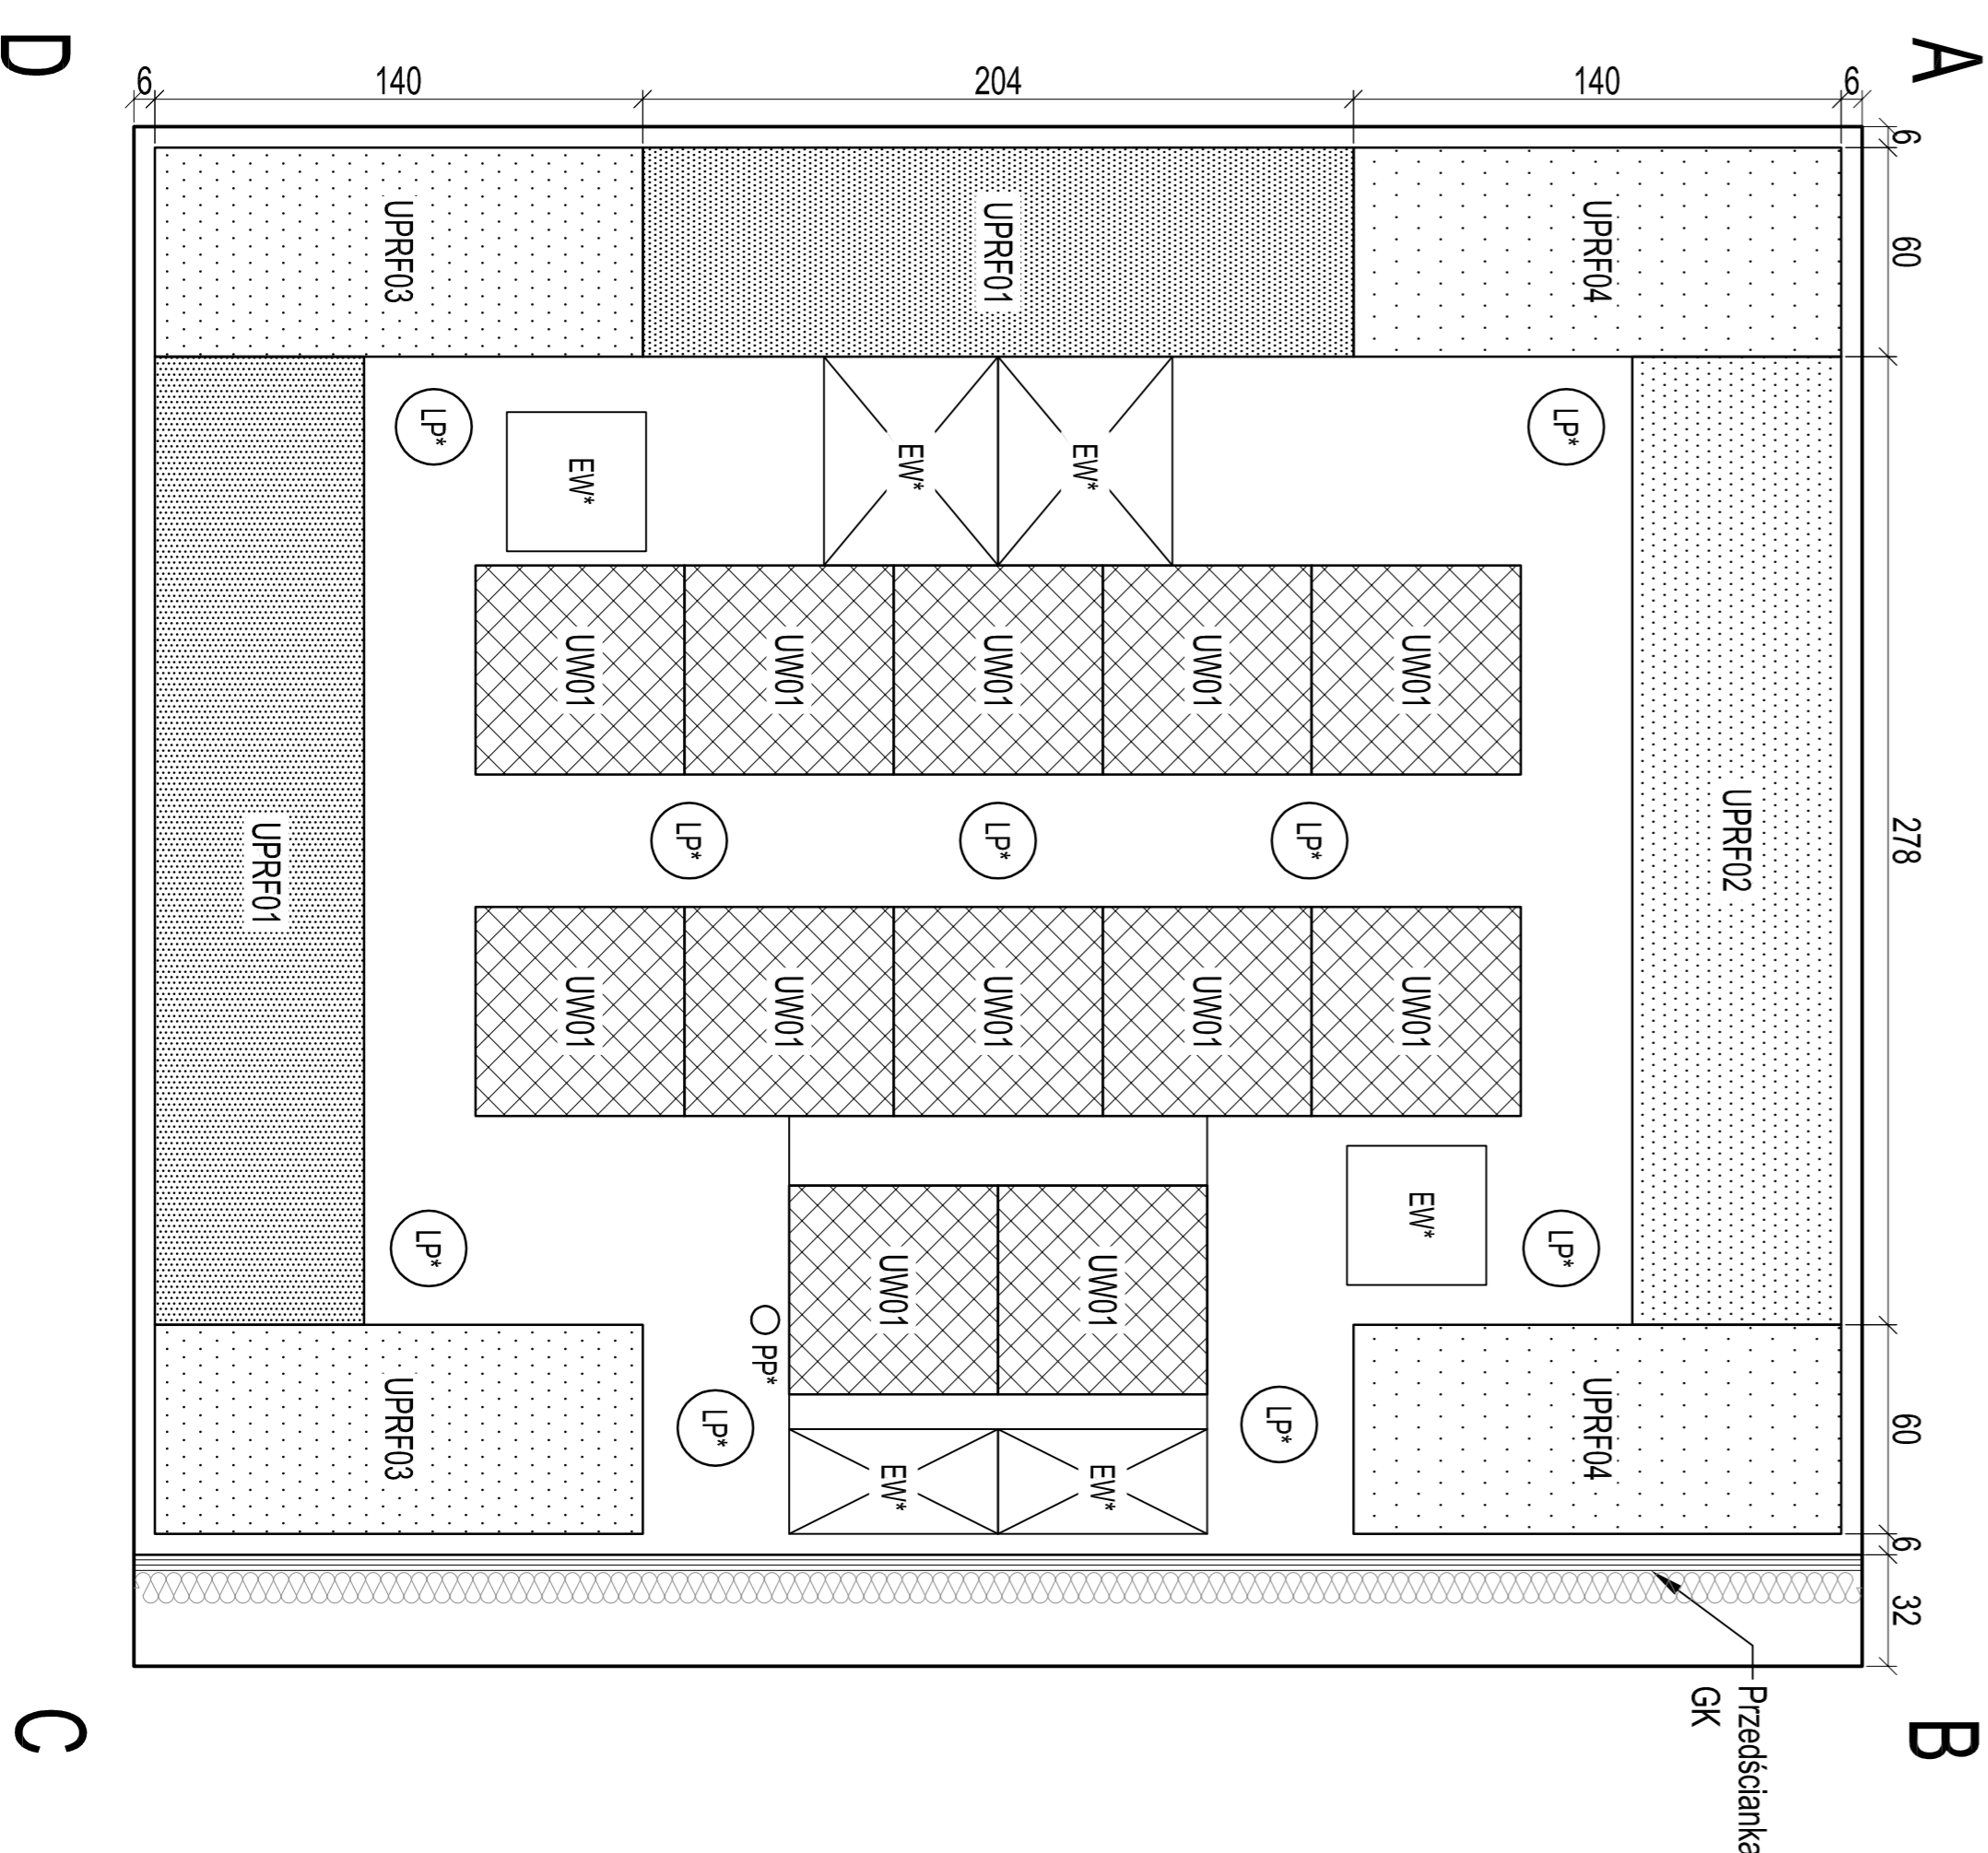 A
B
6 60 278 60 6 32
6
Przedścianka
GK
UPRF02
140
UPRF04
UPRF04
LP*
LP*
UW01
UW01
EW*
LP*
LP*
UW01
UW01
EW*
UW01
EW*
204
UPRF01
UW01
LP*
UW01
EW*
UW01
EW*
UW01
UW01
PP*
LP*
LP*
EW*
UW01
UW01
LP*
LP*
140
UPRF03
UPRF03
UPRF01
6
D
C